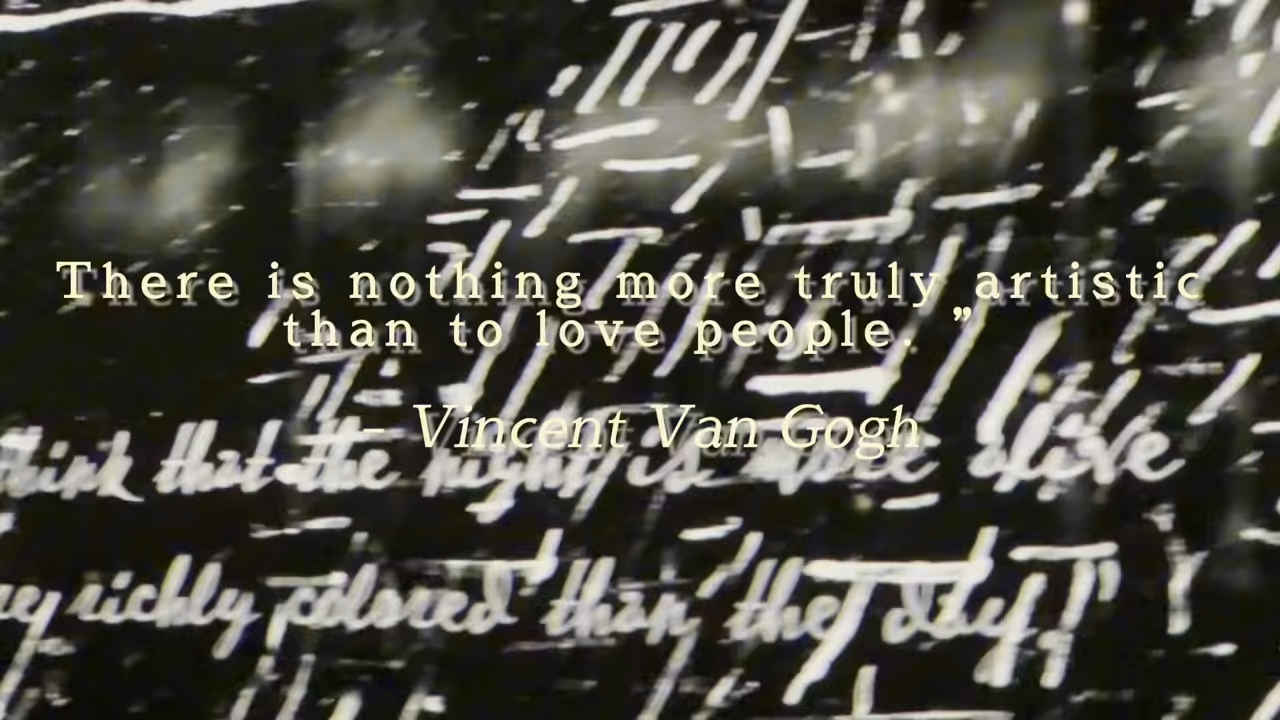 There is nothing more truly artistic
than to love people. ”
- Vincent Van Gogh
think that the night is more alive
richly colored than the day!"